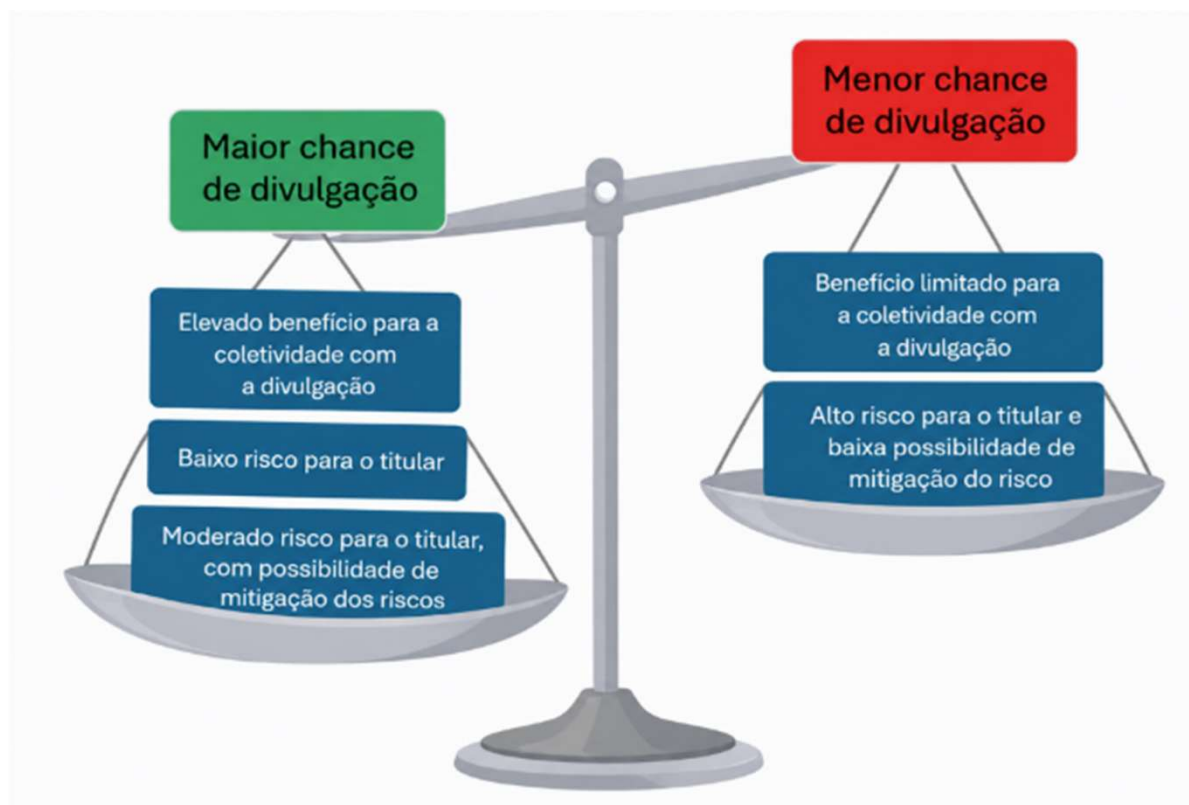 Maior chance
de divulgação
Elevado benefício para a
coletividade com
a divulgação
Baixo risco para o titular
Moderado risco para o titular,
com possibilidade de
mitigação dos riscos
Menor chance
de divulgação
Benefício limitado para
a coletividade com
a divulgação
Alto risco para o titular e
baixa possibilidade de
mitigação do risco